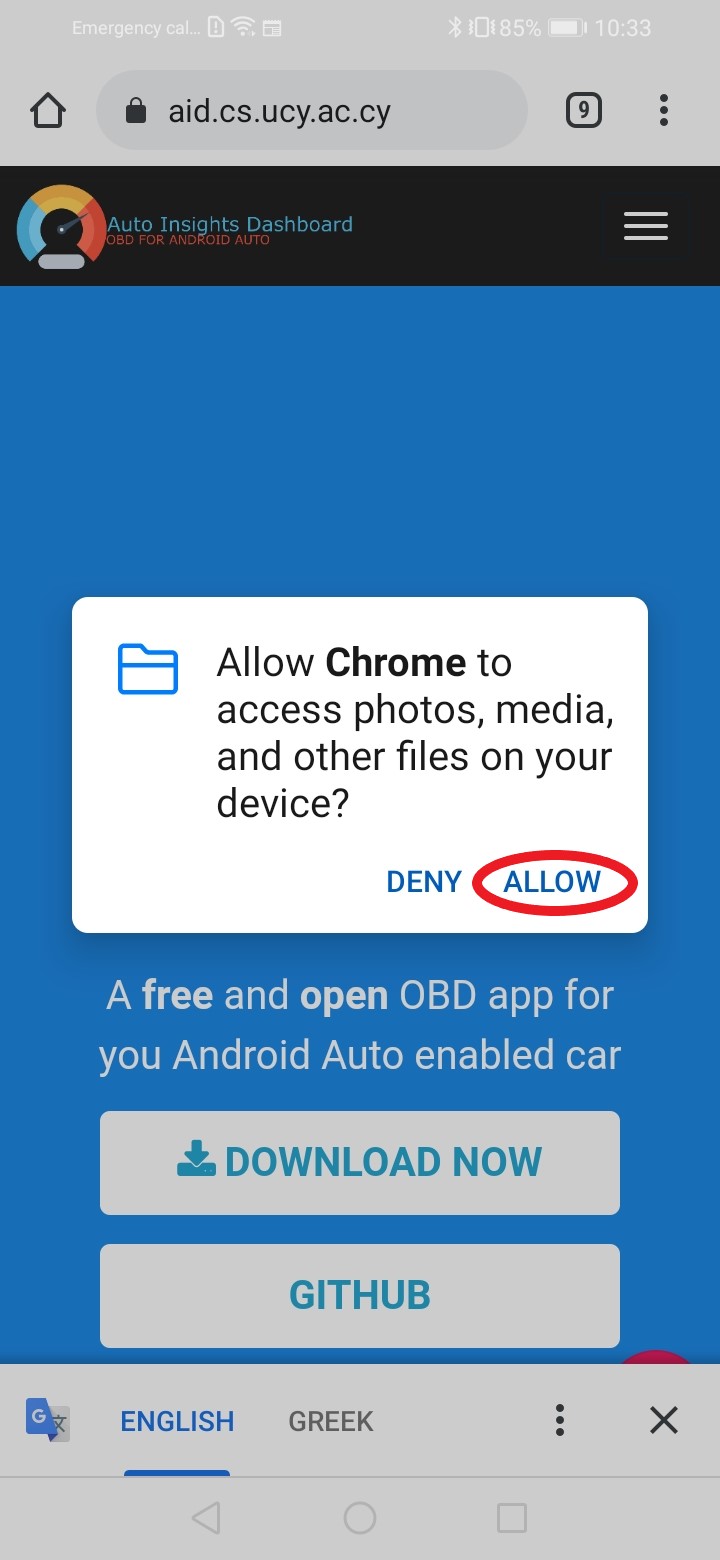 Emergency cal... 85% 10:33
aid.cs.ucy.ac.cy 9
Auto Insights Dashboard
OBD FOR ANDROID AUTO
Allow Chrome to
access photos, media,
and other files on your
device?
DENY ALLOW
A free and open OBD app for
you Android Auto enabled car
DOWNLOAD NOW
GITHUB
G 文 ENGLISH GREEK